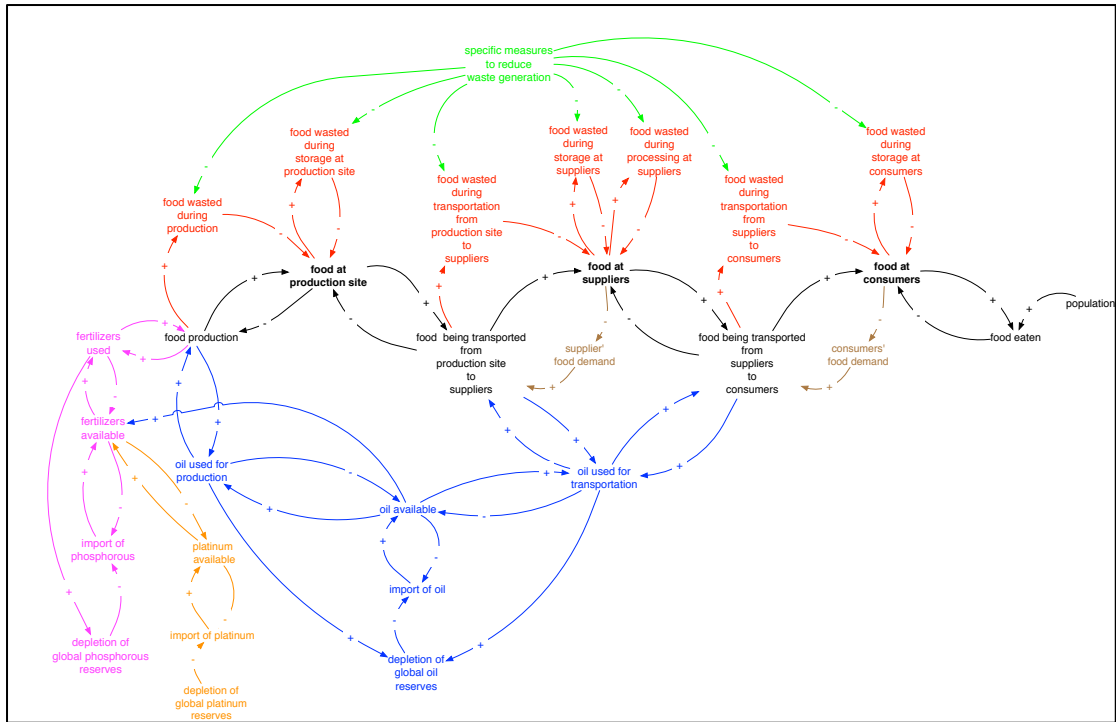 specific measures
to reduce
waste generation
food wasted
during
storage at
production site
food wasted
during
storage at
suppliers
food wasted
during
processing at
suppliers
food wasted
during
storage at
consumers
food wasted
during
production
food wasted
during
transportation
from
production site
to
suppliers
food wasted
during
transportation
from
suppliers
to
consumers
food at
production site
food at
suppliers
food at
consumers
population
fertilizers
used
food production
food being transported
from
production site
to
suppliers
supplier'
food demand
food being transported
from
suppliers
to
consumers
consumers'
food demand
food eaten
fertilizers
available
oil used for
production
oil used for
transportation
oil available
import of
phosphorous
platinum
available
import of oil
depletion of
global phosphorous
reserves
import of platinum
depletion of
global oil
reserves
depletion of
global platinum
reserves